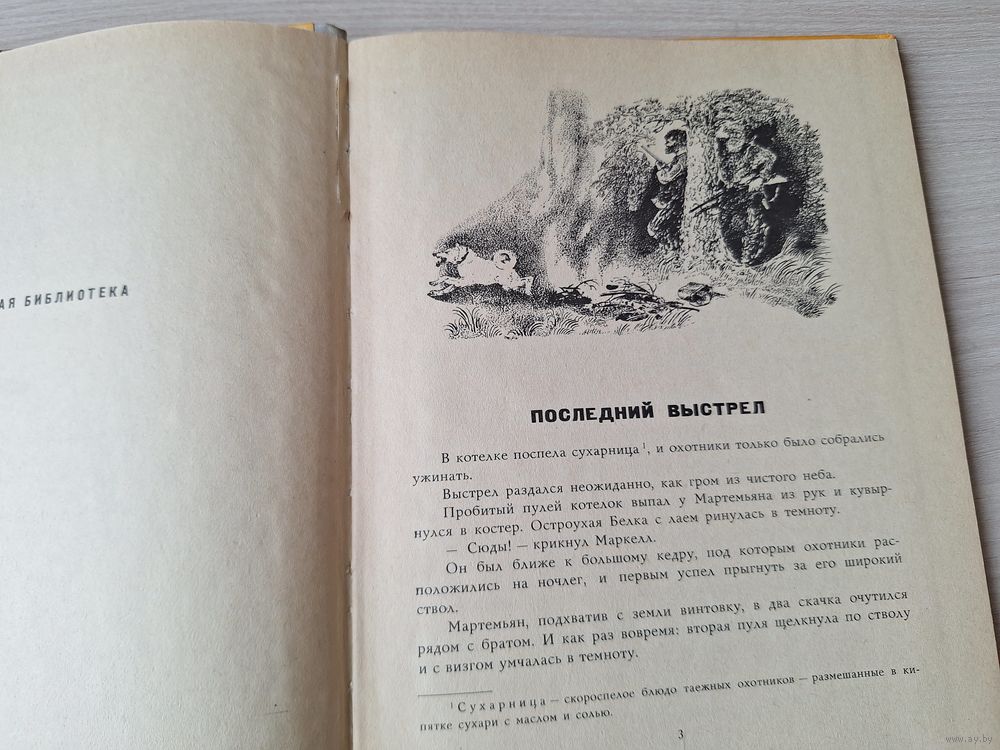 АЯ БИБЛИОТЕКА
ПОСЛЕДНИЙ ВЫСТРЕЛ
В котелке поспела сухарница¹, и охотники только было собрались
ужинать.
Выстрел раздался неожиданно, как гром из чистого неба.
Пробитый пулей котелок выпал у Мартемьяна из рук и кувыр-
нулся в костер. Остроухая Белка с лаем ринулась в темноту.
— Сюды! — крикнул Маркелл.
Он был ближе к большому кедру, под которым охотники рас-
положились на ночлег, и первым успел прыгнуть за его широкий
ствол.
Мартемьян, подхватив с земли винтовку, в два скачка очутился
рядом с братом. И как раз вовремя: вторая пуля щелкнула по стволу
и с визгом умчалась в темноту.
¹ Сухарница — скороспелое блюдо таежных охотников — размешанные в ки-
пятке сухари с маслом и солью.
3
www.ay.by